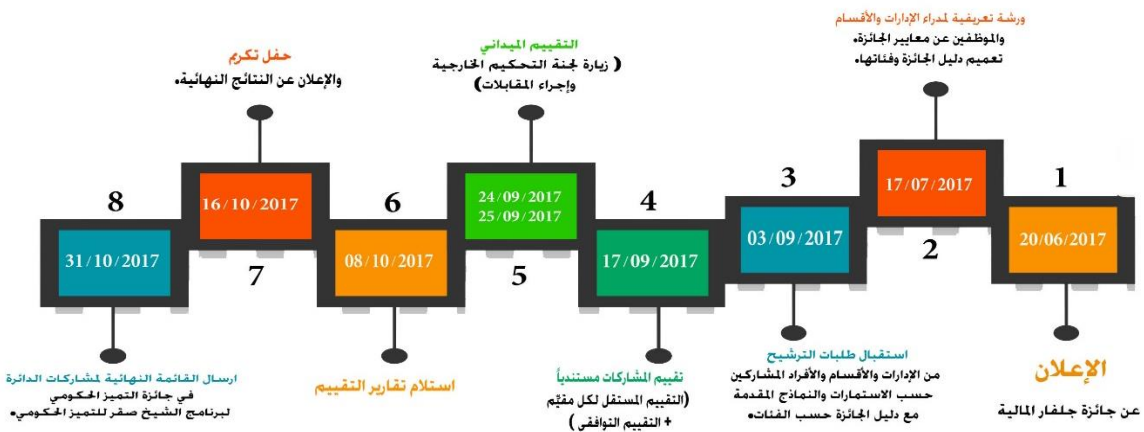 1
20/06/2017
الإعلان
عن جائزة جلفار المالية
ورشة تعريفية لمدراء الإدارات والأقسام
والموظفين عن معايير الجائزة.
تعميم دليل الجائزة وفئاتها.
17/07/2017
2
3
03/09/2017
استقبال طلبات الترشيح
من الإدارات والأقسام والأفراد المشاركين
حسب الاستمارات والنماذج المقدمة
مع دليل الجائزة حسب الفئات.
4
17/09/2017
تقييم المشاركات مستندياً
(التقييم المستقل لكل مقيّم
+ التقييم التوافقي )
التقييم الميداني
( زيارة لجنة التحكيم الخارجية
وإجراء المقابلات)
24/09/2017
25/09/2017
5
6
08/10/2017
استلام تقارير التقييم
حفل تكريم
والإعلان عن النتائج النهائية.
16/10/2017
7
8
31/10/2017
ارسال القائمة النهائية لمشاركات الدائرة
في جائزة التميز الحكومي
لبرنامج الشيخ صقر للتميز الحكومي.